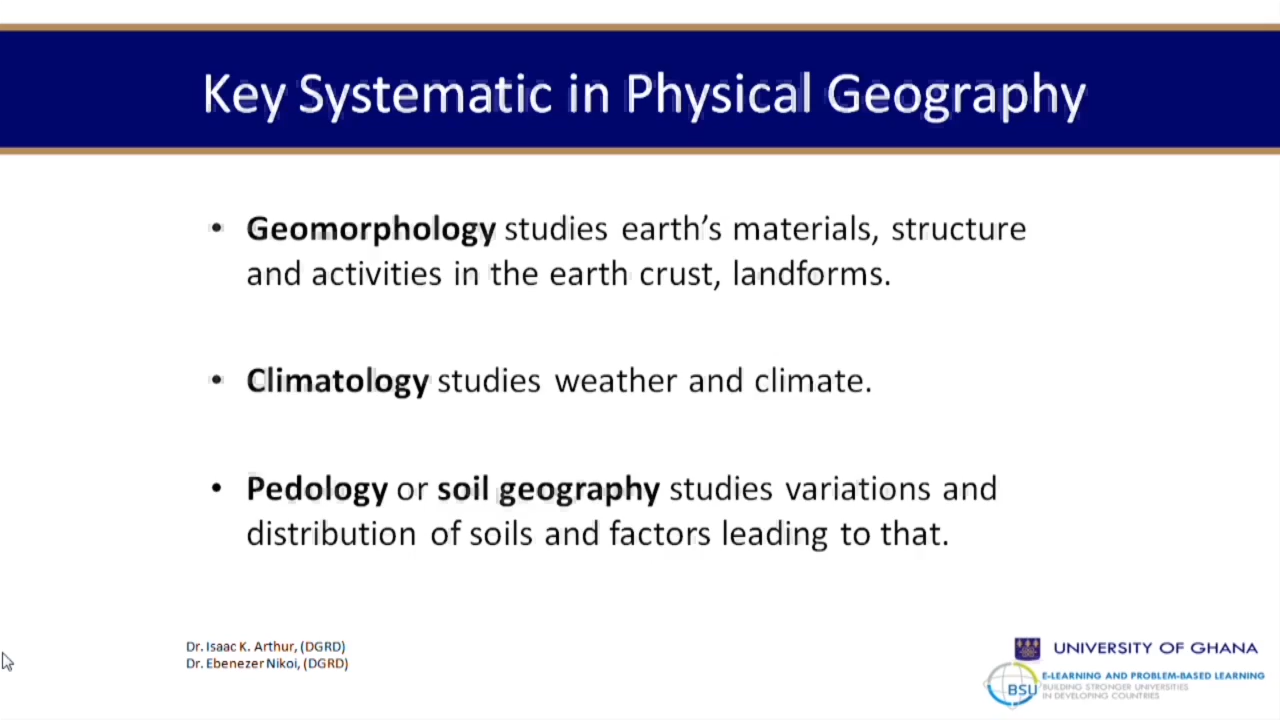 Key Systematic in Physical Geography
• Geomorphology studies earth’s materials, structure
and activities in the earth crust, landforms.
• Climatology studies weather and climate.
• Pedology or soil geography studies variations and
distribution of soils and factors leading to that.
Dr. Isaac K. Arthur, (DGRD)
Dr. Ebenezer Nikoi, (DGRD)
UNIVERSITY OF GHANA
BSU
E-LEARNING AND PROBLEM-BASED LEARNING
BUILDING STRONGER UNIVERSITIES
IN DEVELOPING COUNTRIES